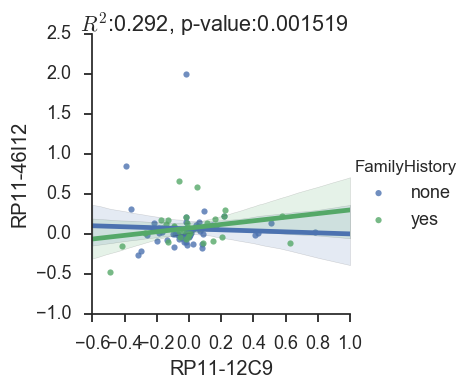 R²:0.292, p-value:0.001519
2.5
2.0
1.5
1.0
0.5
0.0
−0.5
−1.0
RP11-46I12
−0.6−0.4−0.2 0.0 0.2 0.4 0.6 0.8 1.0
RP11-12C9
FamilyHistory
none
yes